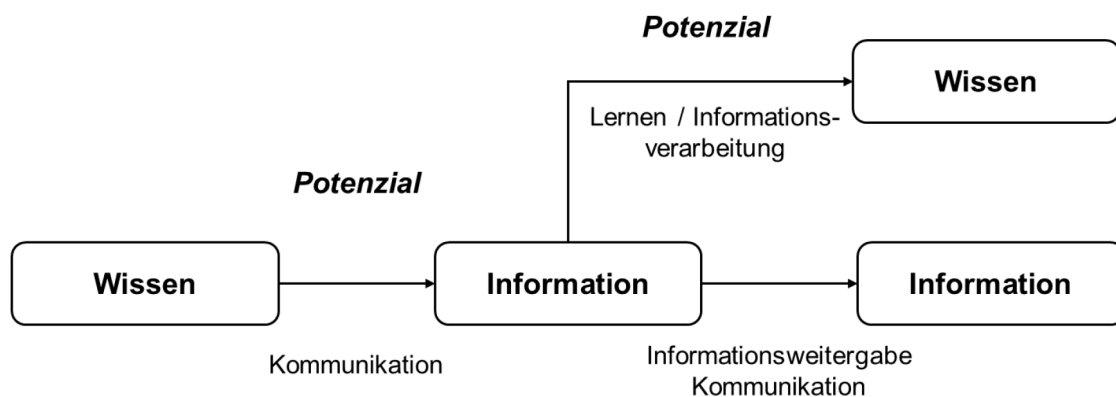 Potenzial
Wissen
Lernen / Informations-
verarbeitung
Potenzial
Wissen
Information
Information
Kommunikation
Informationsweitergabe
Kommunikation